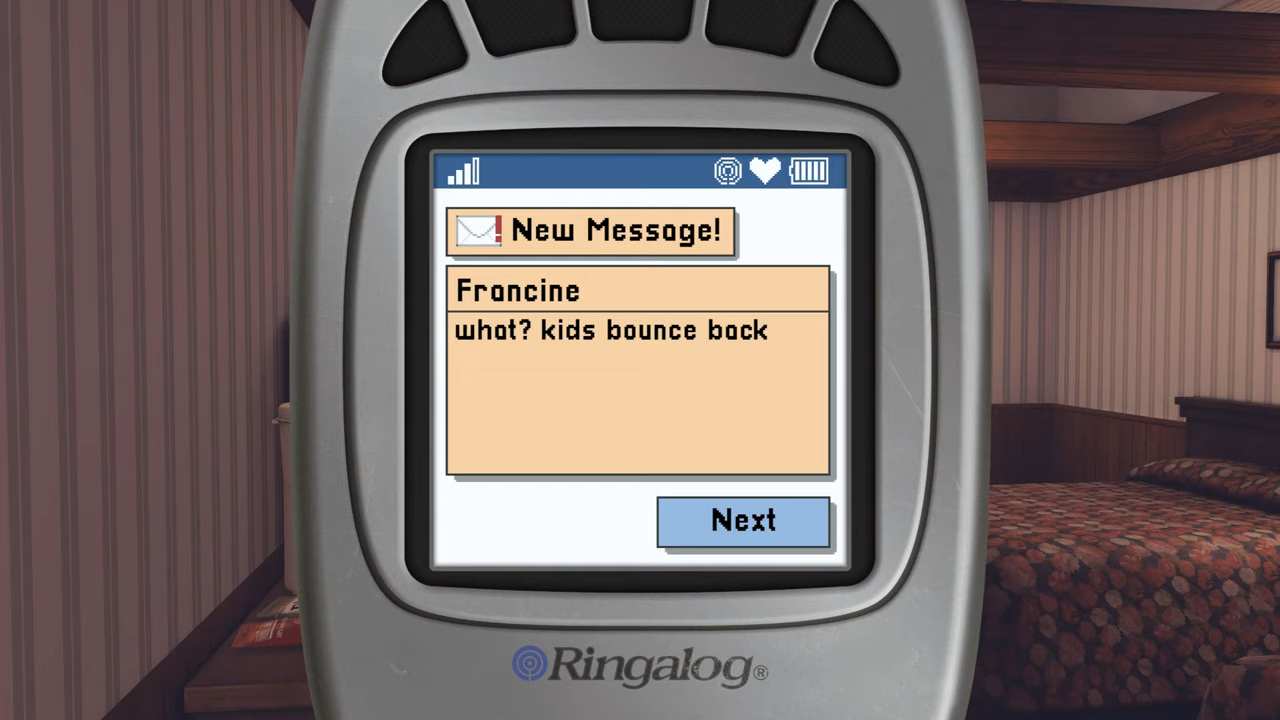 New Message!
Francine
what? kids bounce back
Next
Ringalog®